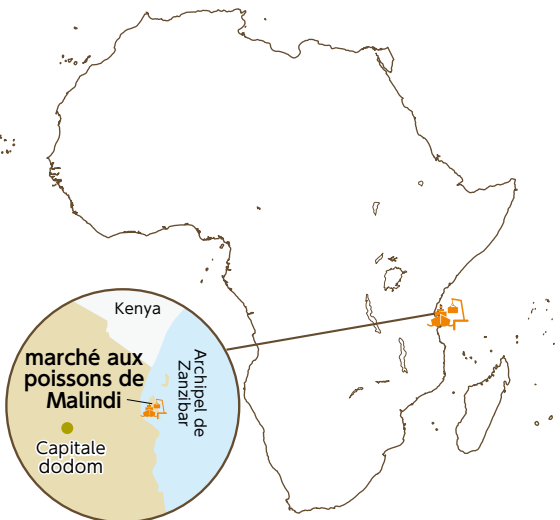 Kenya
marché aux
poissons de
Malindi
Archipel de
Zanzibar
Capitale
dodom